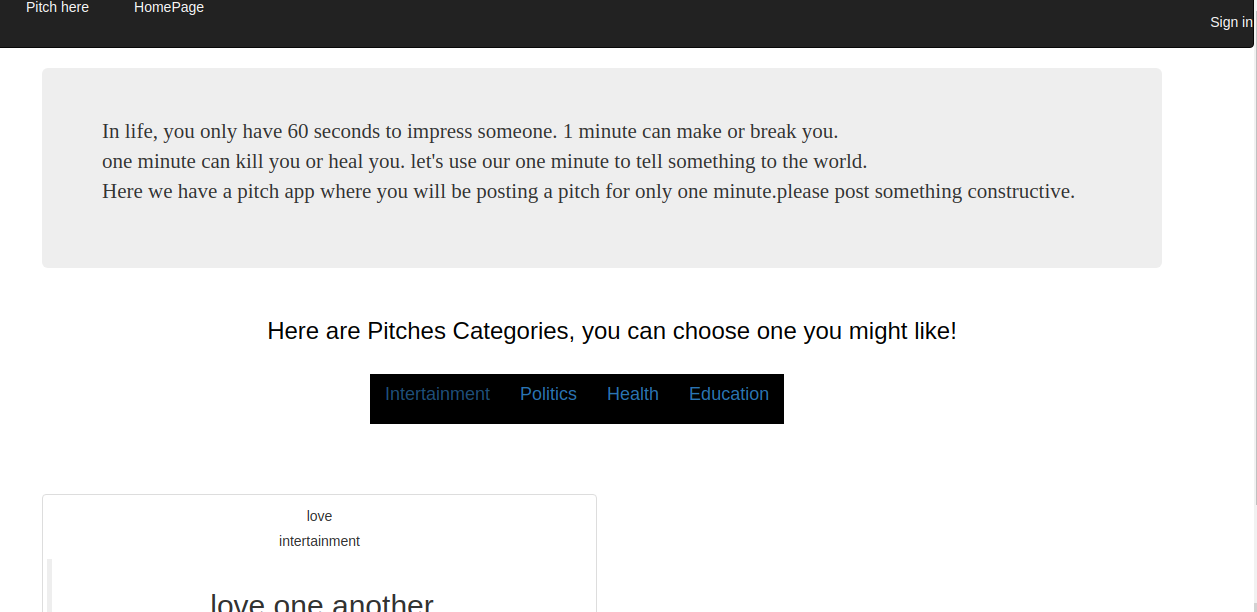 Pitch here HomePage
Sign in
In life, you only have 60 seconds to impress someone. 1 minute can make or break you.
one minute can kill you or heal you. let's use our one minute to tell something to the world.
Here we have a pitch app where you will be posting a pitch for only one minute.please post something constructive.
Here are Pitches Categories, you can choose one you might like!
Intertainment Politics Health Education
love
intertainment
love one another